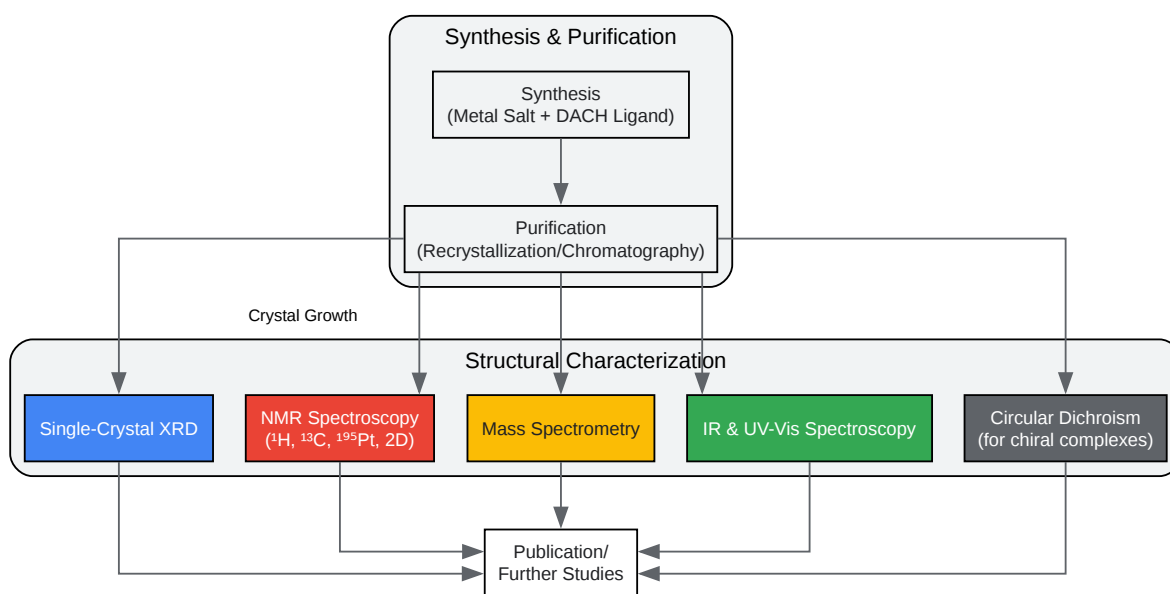 Synthesis & Purification
Synthesis
(Metal Salt + DACH Ligand)
Purification
(Recrystallization/Chromatography)
Crystal Growth
Structural Characterization
Single-Crystal XRD
NMR Spectroscopy
(¹H, ¹³C, ¹⁹⁵Pt, 2D)
Mass Spectrometry
IR & UV-Vis Spectroscopy
Circular Dichroism
(for chiral complexes)
Publication/
Further Studies